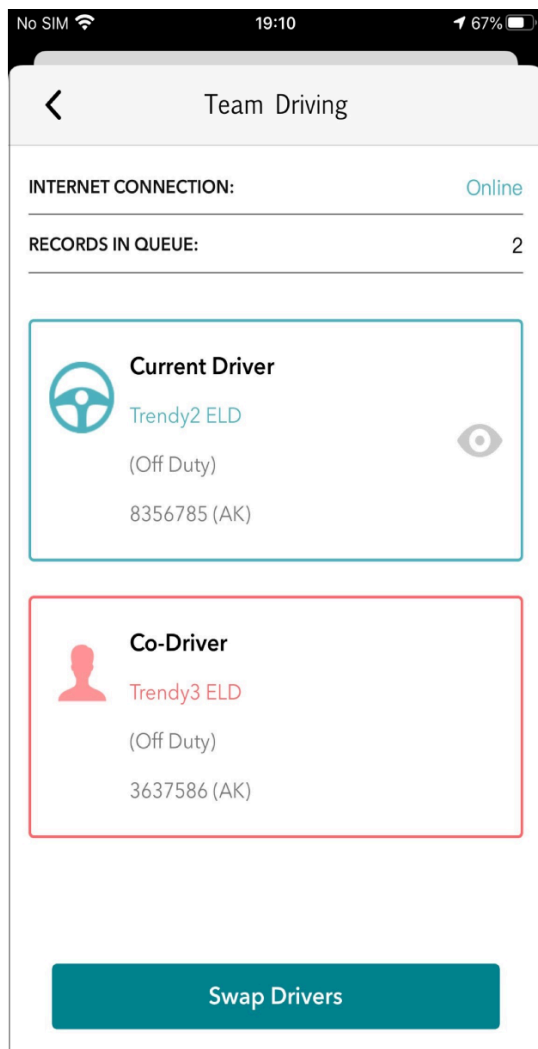 No SIM 19:10 67%
Team Driving
INTERNET CONNECTION: Online
RECORDS IN QUEUE: 2
Current Driver
Trendy2 ELD
(Off Duty)
8356785 (AK)
Co-Driver
Trendy3 ELD
(Off Duty)
3637586 (AK)
Swap Drivers